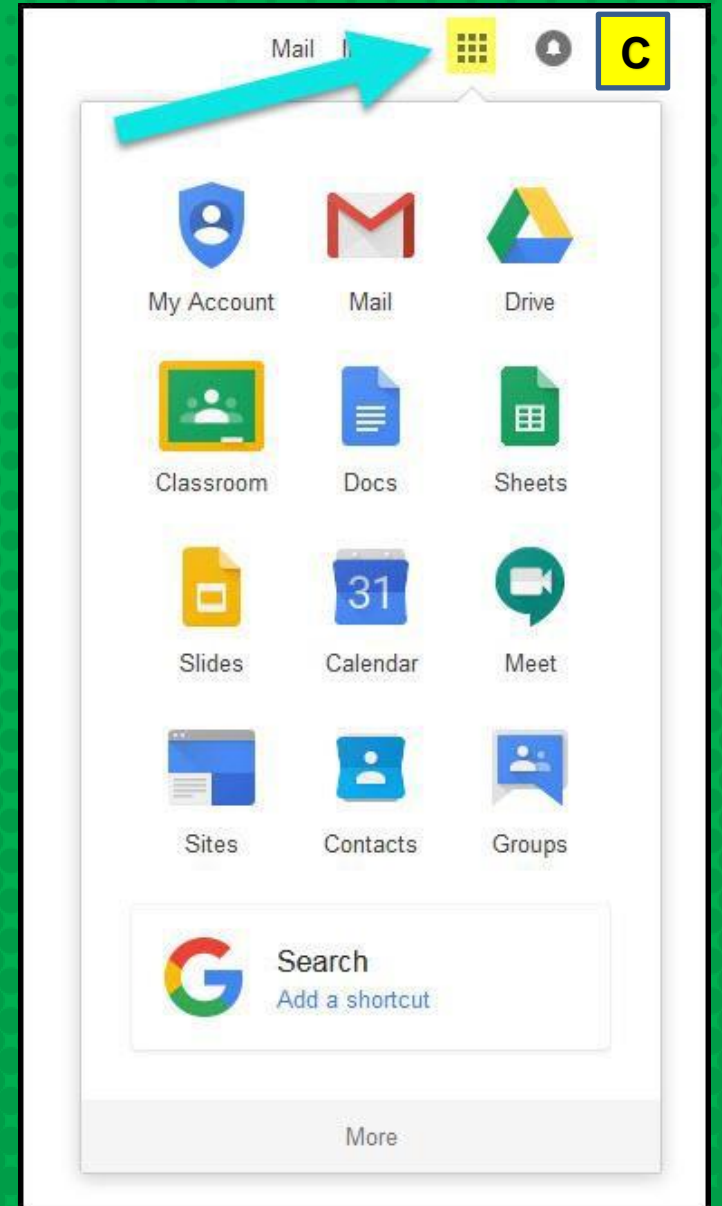 Mail
C
My Account Mail Drive
Classroom Docs Sheets
31
Slides Calendar Meet
Sites Contacts Groups
Search
Add a shortcut
More